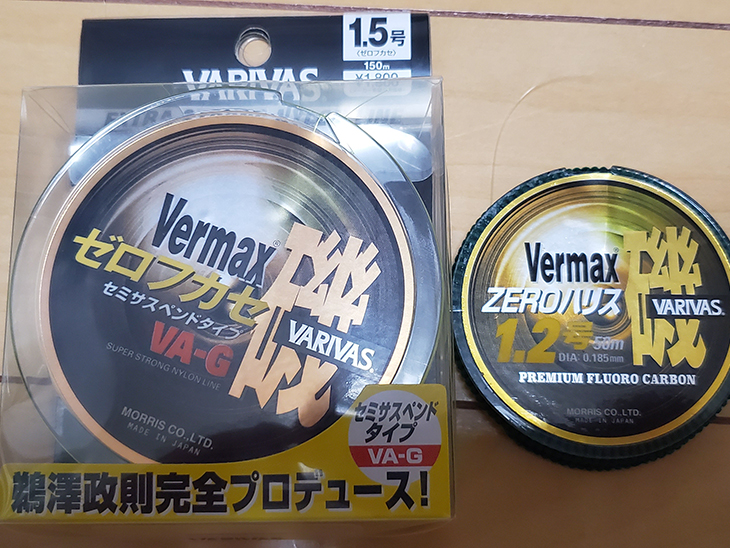 1.5号
(ゼロフカセ)
150m
¥1,800
VARIVAS
Vermax
ゼロフカセ
セミサスペンドタイプ
VA-G
磯
VARIVAS
SUPER STRONG NYLON LINE
MORRIS CO.,LTD.
MADE IN JAPAN
セミサスペンド
タイプ
VA-G
鵜澤政則完全プロデュース!
Vermax
ZEROハリス
1.2号
50m
磯
VARIVAS
DIA: 0.185mm
PREMIUM FLUORO CARBON
MORRIS CO.,LTD.
MADE IN JAPAN